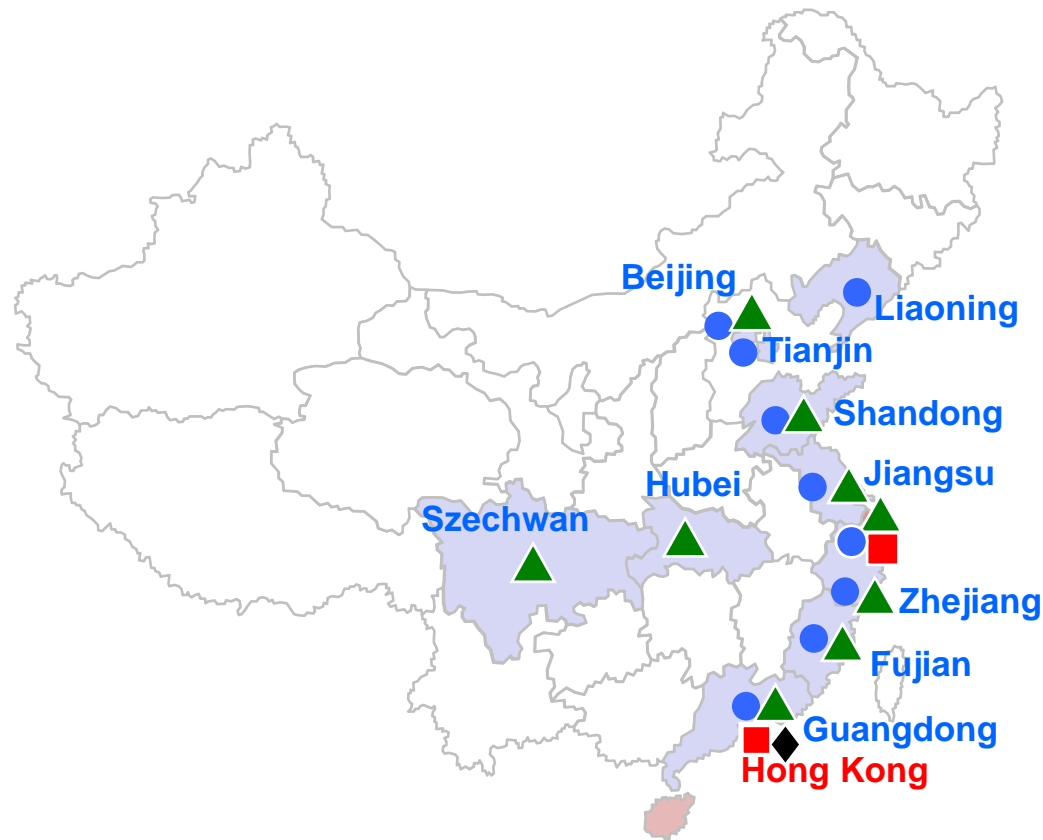 Beijing
Liaoning
Tianjin
Shandong
Jiangsu
Hubei
Szechwan
Zhejiang
Fujian
Guangdong
Hong Kong